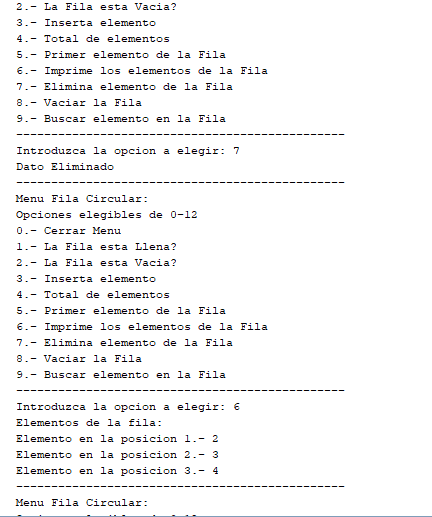 2.- La Fila esta Vacia?
3.- Inserta elemento
4.- Total de elementos
5.- Primer elemento de la Fila
6.- Imprime los elementos de la Fila
7.- Elimina elemento de la Fila
8.- Vaciar la Fila
9.- Buscar elemento en la Fila
-----------------------------------------------
Introduzca la opcion a elegir: 7
Dato Eliminado
-----------------------------------------------
Menu Fila Circular:
Opciones elegibles de 0-12
0.- Cerrar Menu
1.- La Fila esta Llena?
2.- La Fila esta Vacia?
3.- Inserta elemento
4.- Total de elementos
5.- Primer elemento de la Fila
6.- Imprime los elementos de la Fila
7.- Elimina elemento de la Fila
8.- Vaciar la Fila
9.- Buscar elemento en la Fila
-----------------------------------------------
Introduzca la opcion a elegir: 6
Elementos de la fila:
Elemento en la posicion 1.- 2
Elemento en la posicion 2.- 3
Elemento en la posicion 3.- 4
-----------------------------------------------
Menu Fila Circular: